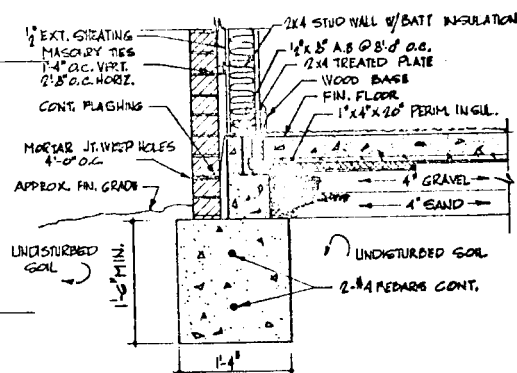 1/2" EXT. SHEATING
MASONRY TIES
1'-4" O.C. VERT.
2'-8" O.C. HORIZ.
CONT. FLASHING
MORTAR JT. WEEP HOLES
4'-0" O.C.
APPROX. FIN. GRADE
UNDISTURBED
SOIL
1'-6" MIN.
1'-4"
2x4 STUD WALL W/BATT INSULATION
1/2" x 8" A.B @ 8'-0" O.C.
2x4 TREATED PLATE
WOOD BASE
FIN. FLOOR
1" x 4" x 20" PERIM INSUL.
4" GRAVEL
4" SAND
UNDISTURBED SOIL
2-#4 REBARS CONT.